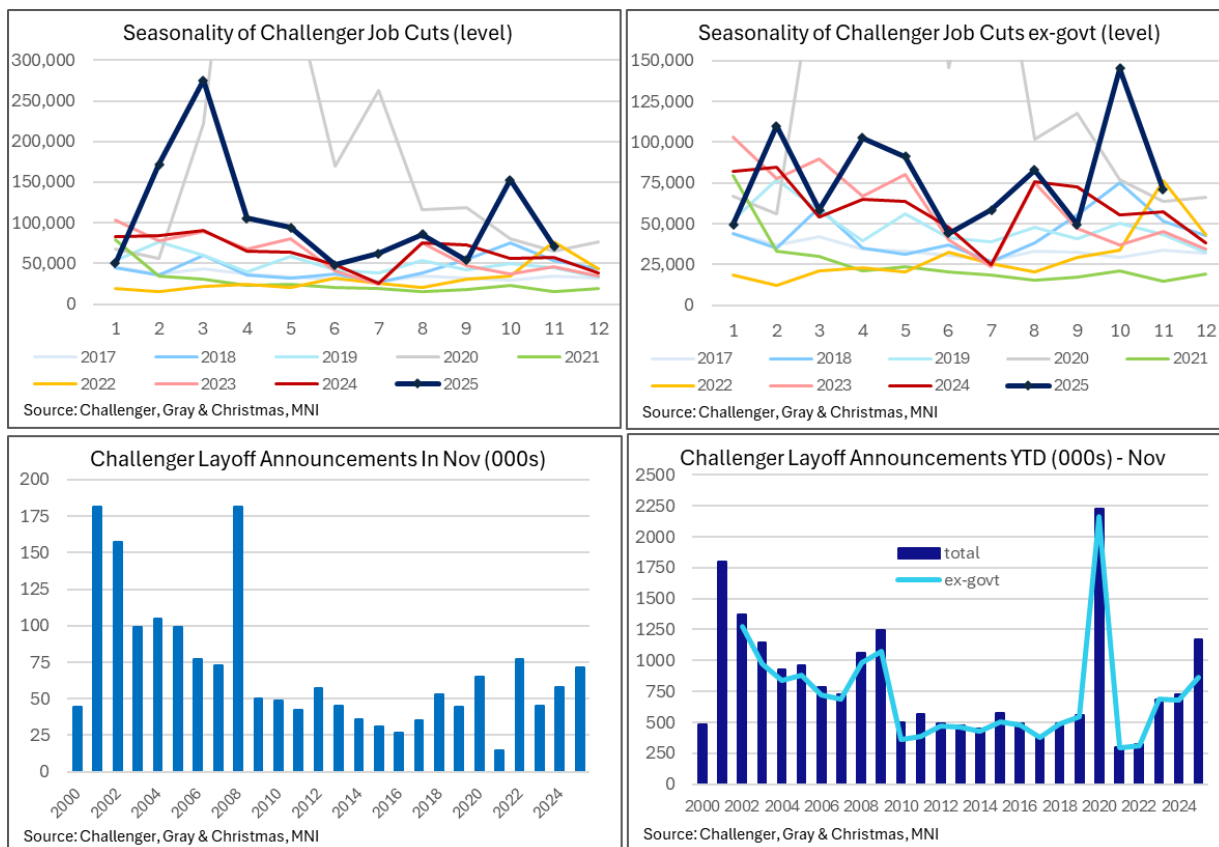 Seasonality of Challenger Job Cuts (level)
300,000
250,000
200,000
150,000
100,000
50,000
0
1 2 3 4 5 6 7 8 9 10 11 12
2017 2018 2019 2020 2021
2022 2023 2024 2025
Source: Challenger, Gray & Christmas, MNI
Seasonality of Challenger Job Cuts ex-govt (level)
150,000
125,000
100,000
75,000
50,000
25,000
0
1 2 3 4 5 6 7 8 9 10 11 12
2017 2018 2019 2020 2021
2022 2023 2024 2025
Source: Challenger, Gray & Christmas, MNI
Challenger Layoff Announcements In Nov (000s)
200
175
150
125
100
75
50
25
0
2000 2002 2004 2006 2008 2010 2012 2014 2016 2018 2020 2022 2024
Source: Challenger, Gray & Christmas, MNI
Challenger Layoff Announcements YTD (000s) - Nov
2500
2250
2000
1750
1500
1250
1000
750
500
250
0
total
ex-govt
2000 2002 2004 2006 2008 2010 2012 2014 2016 2018 2020 2022 2024
Source: Challenger, Gray & Christmas, MNI